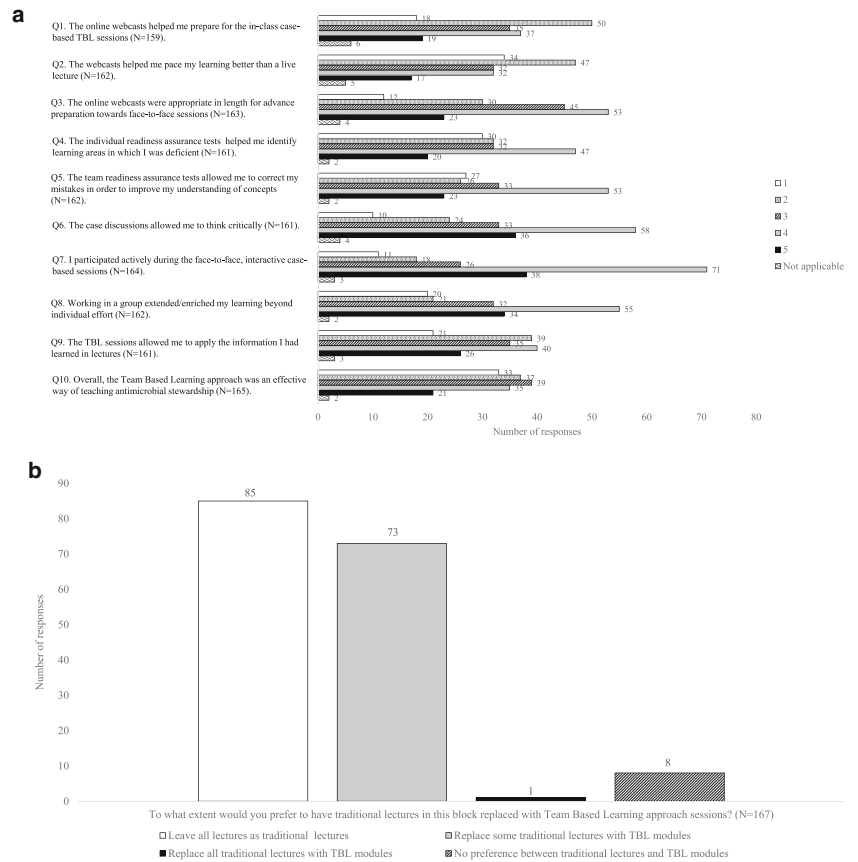 a
Q1. The online webcasts helped me prepare for the in-class case-
based TBL sessions (N=159).
18
50
35
37
19
6
Q2. The webcasts helped me pace my learning better than a live
lecture (N=162).
34
47
32
32
17
5
Q3. The online webcasts were appropriate in length for advance
preparation towards face-to-face sessions (N=163).
12
30
45
53
23
4
Q4. The individual readiness assurance tests helped me identify
learning areas in which I was deficient (N=161).
30
32
32
47
20
2
Q5. The team readiness assurance tests allowed me to correct my
mistakes in order to improve my understanding of concepts
(N=162).
27
26
33
53
23
2
Q6. The case discussions allowed me to think critically (N=161).
10
24
33
58
36
4
Q7. I participated actively during the face-to-face, interactive case-
based sessions (N=164).
11
18
26
71
38
3
Q8. Working in a group extended/enriched my learning beyond
individual effort (N=162).
20
21
32
55
34
2
Q9. The TBL sessions allowed me to apply the information I had
learned in lectures (N=161).
21
39
35
40
26
3
Q10. Overall, the Team Based Learning approach was an effective
way of teaching antimicrobial stewardship (N=165).
33
37
39
35
21
2
0 10 20 30 40 50 60 70 80
Number of responses
1
2
3
4
5
Not applicable
b
90
80
70
60
50
40
30
20
10
0
Number of responses
85
73
1
8
To what extent would you prefer to have traditional lectures in this block replaced with Team Based Learning approach sessions? (N=167)
Leave all lectures as traditional lectures
Replace some traditional lectures with TBL modules
Replace all traditional lectures with TBL modules
No preference between traditional lectures and TBL modules